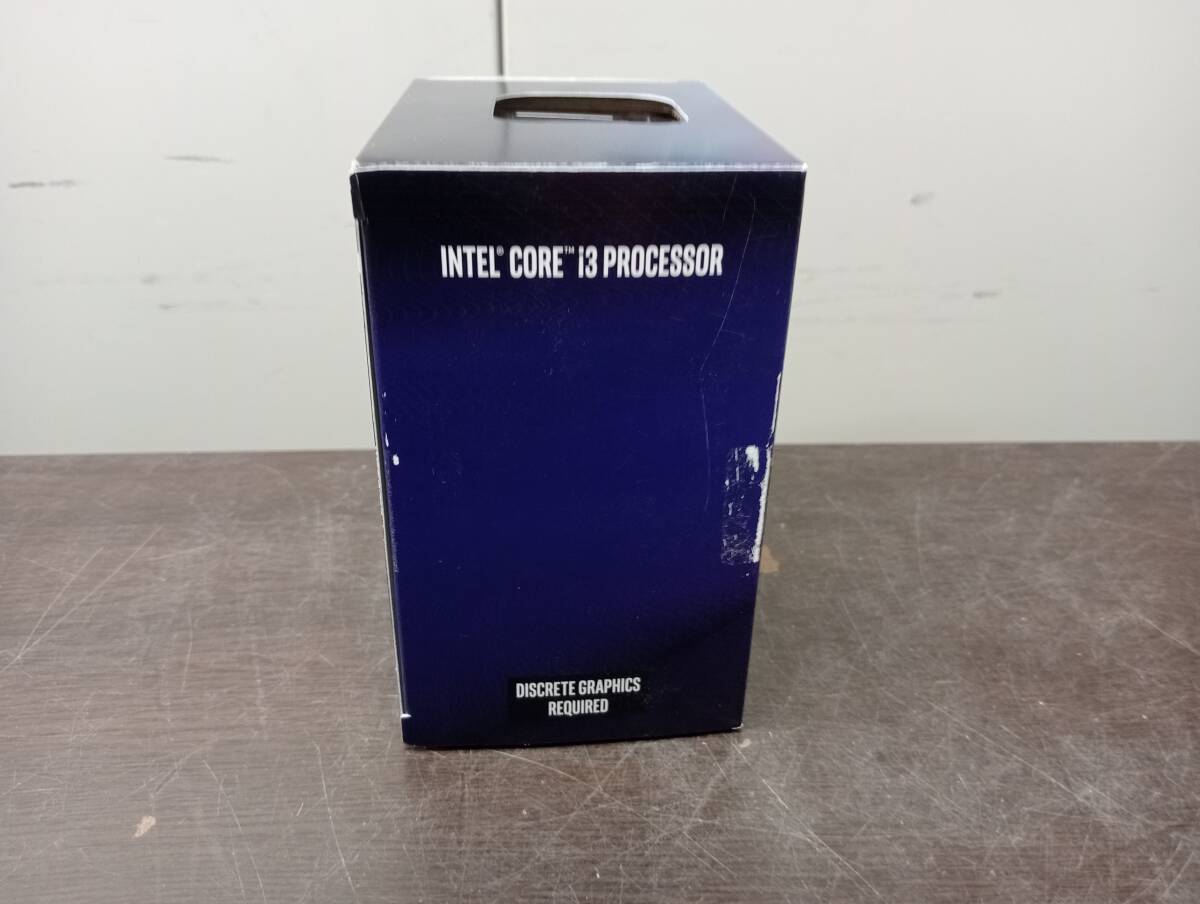 INTEL® CORE™ i3 PROCESSOR
DISCRETE GRAPHICS
REQUIRED